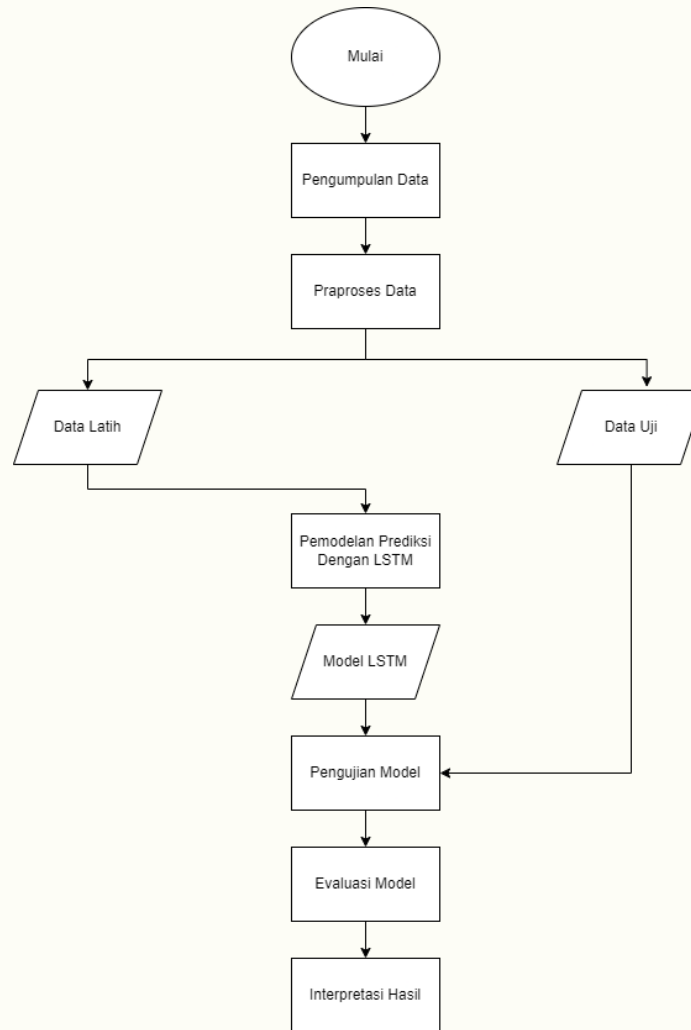 Mulai
Pengumpulan Data
Praproses Data
Data Latih
Data Uji
Pemodelan Prediksi
Dengan LSTM
Model LSTM
Pengujian Model
Evaluasi Model
Interpretasi Hasil